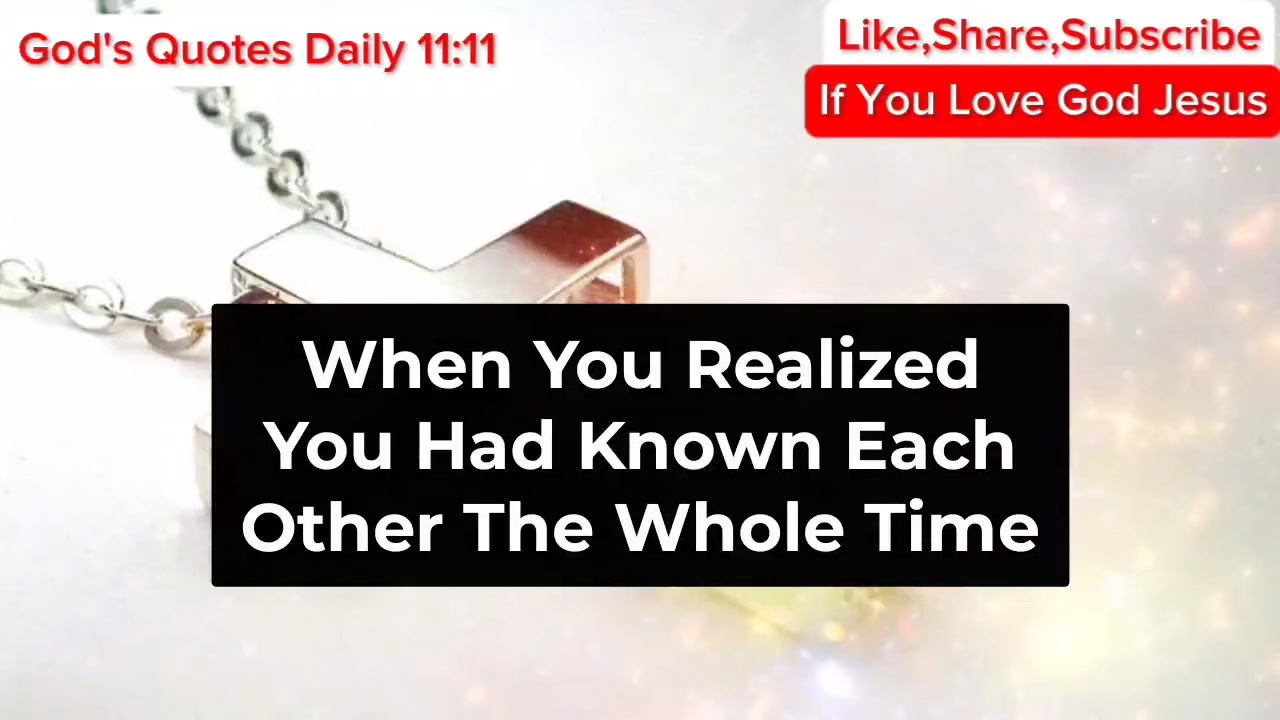 God's Quotes Daily 11:11
Like,Share,Subscribe
If You Love God Jesus
When You Realized
You Had Known Each
Other The Whole Time